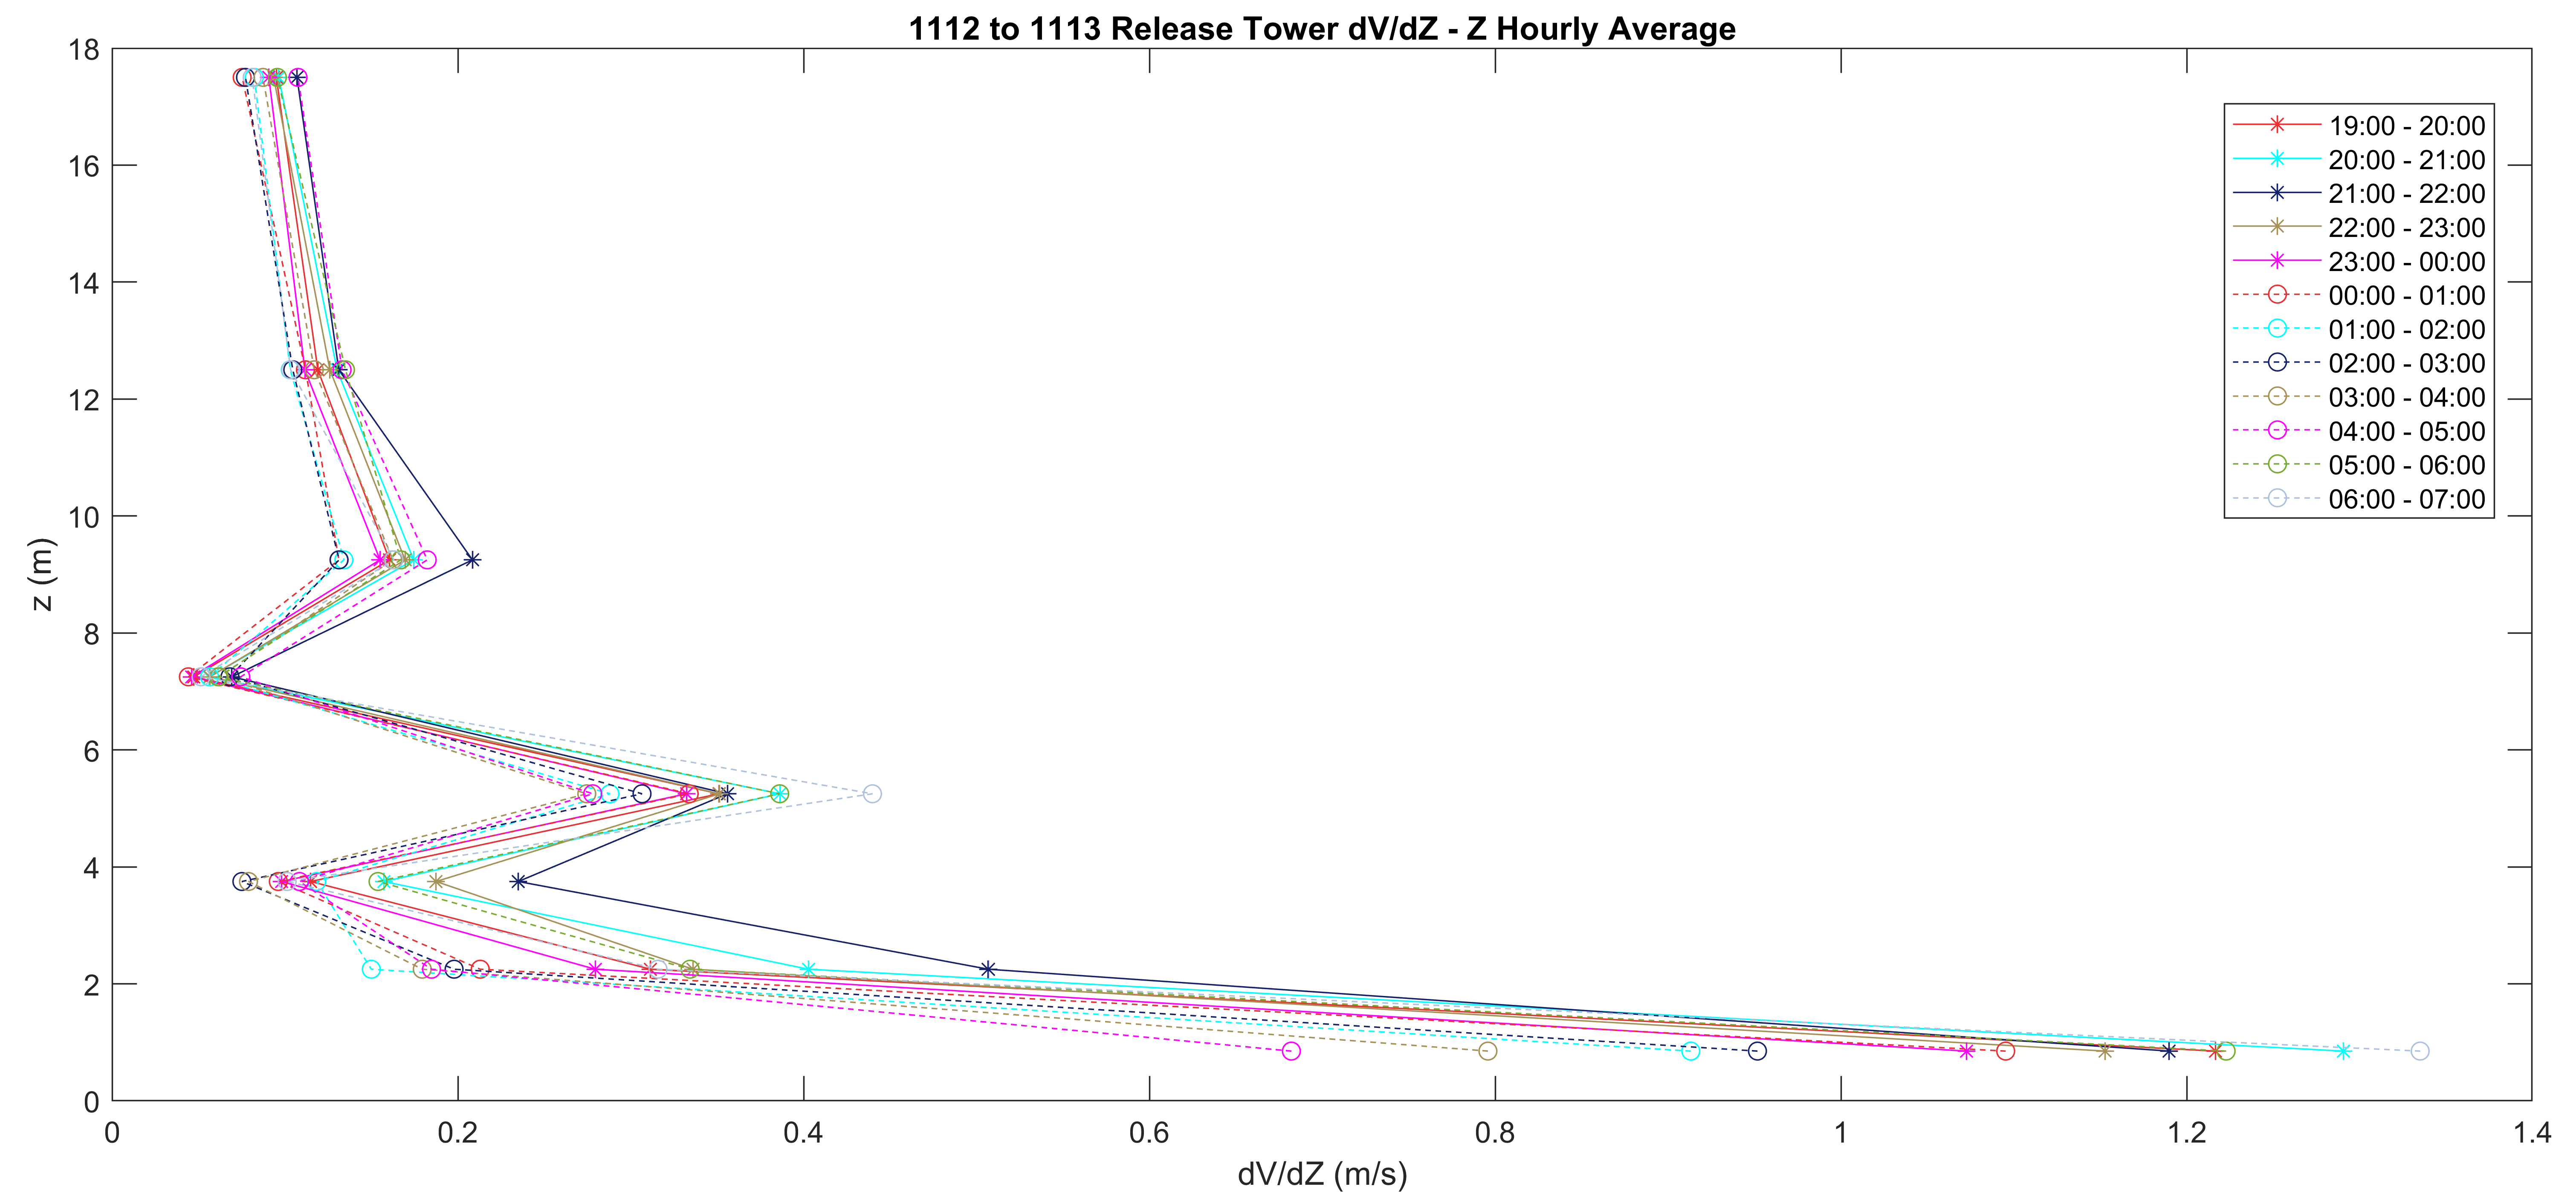 1112 to 1113 Release Tower dV/dZ - Z Hourly Average
18
16
14
12
10
8
6
4
2
0
z (m)
19:00 - 20:00
20:00 - 21:00
21:00 - 22:00
22:00 - 23:00
23:00 - 00:00
00:00 - 01:00
01:00 - 02:00
02:00 - 03:00
03:00 - 04:00
04:00 - 05:00
05:00 - 06:00
06:00 - 07:00
0 0.2 0.4 0.6 0.8 1 1.2 1.4
dV/dZ (m/s)